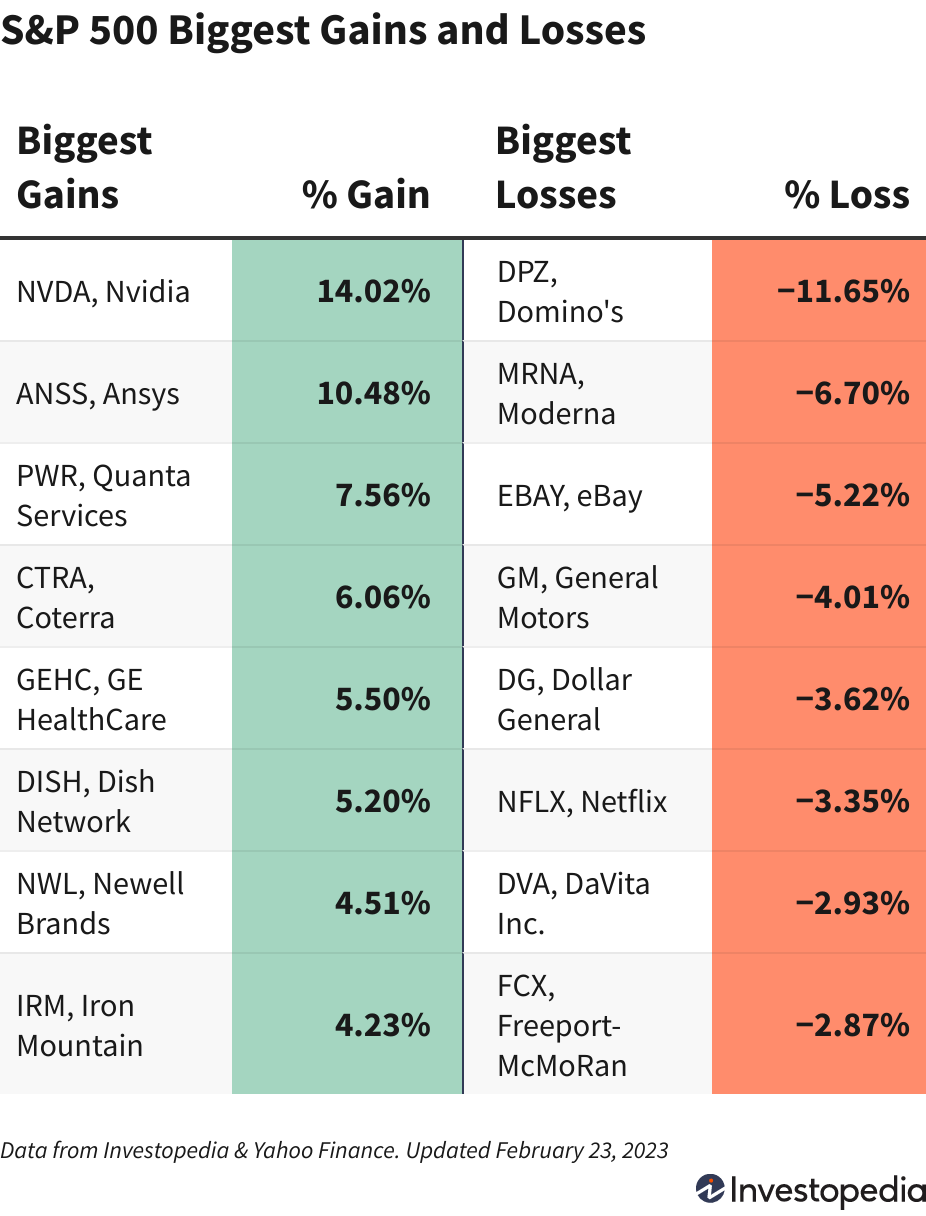 S&P 500 Biggest Gains and Losses
Biggest
Gains
% Gain
Biggest
Losses
% Loss
NVDA, Nvidia
14.02%
DPZ,
Domino's
−11.65%
ANSS, Ansys
10.48%
MRNA,
Moderna
−6.70%
PWR, Quanta
Services
7.56%
EBAY, eBay
−5.22%
CTRA,
Coterra
6.06%
GM, General
Motors
−4.01%
GEHC, GE
HealthCare
5.50%
DG, Dollar
General
−3.62%
DISH, Dish
Network
5.20%
NFLX, Netflix
−3.35%
NWL, Newell
Brands
4.51%
DVA, DaVita
Inc.
−2.93%
IRM, Iron
Mountain
4.23%
FCX,
Freeport-
McMoRan
−2.87%
Data from Investopedia & Yahoo Finance. Updated February 23, 2023
Investopedia